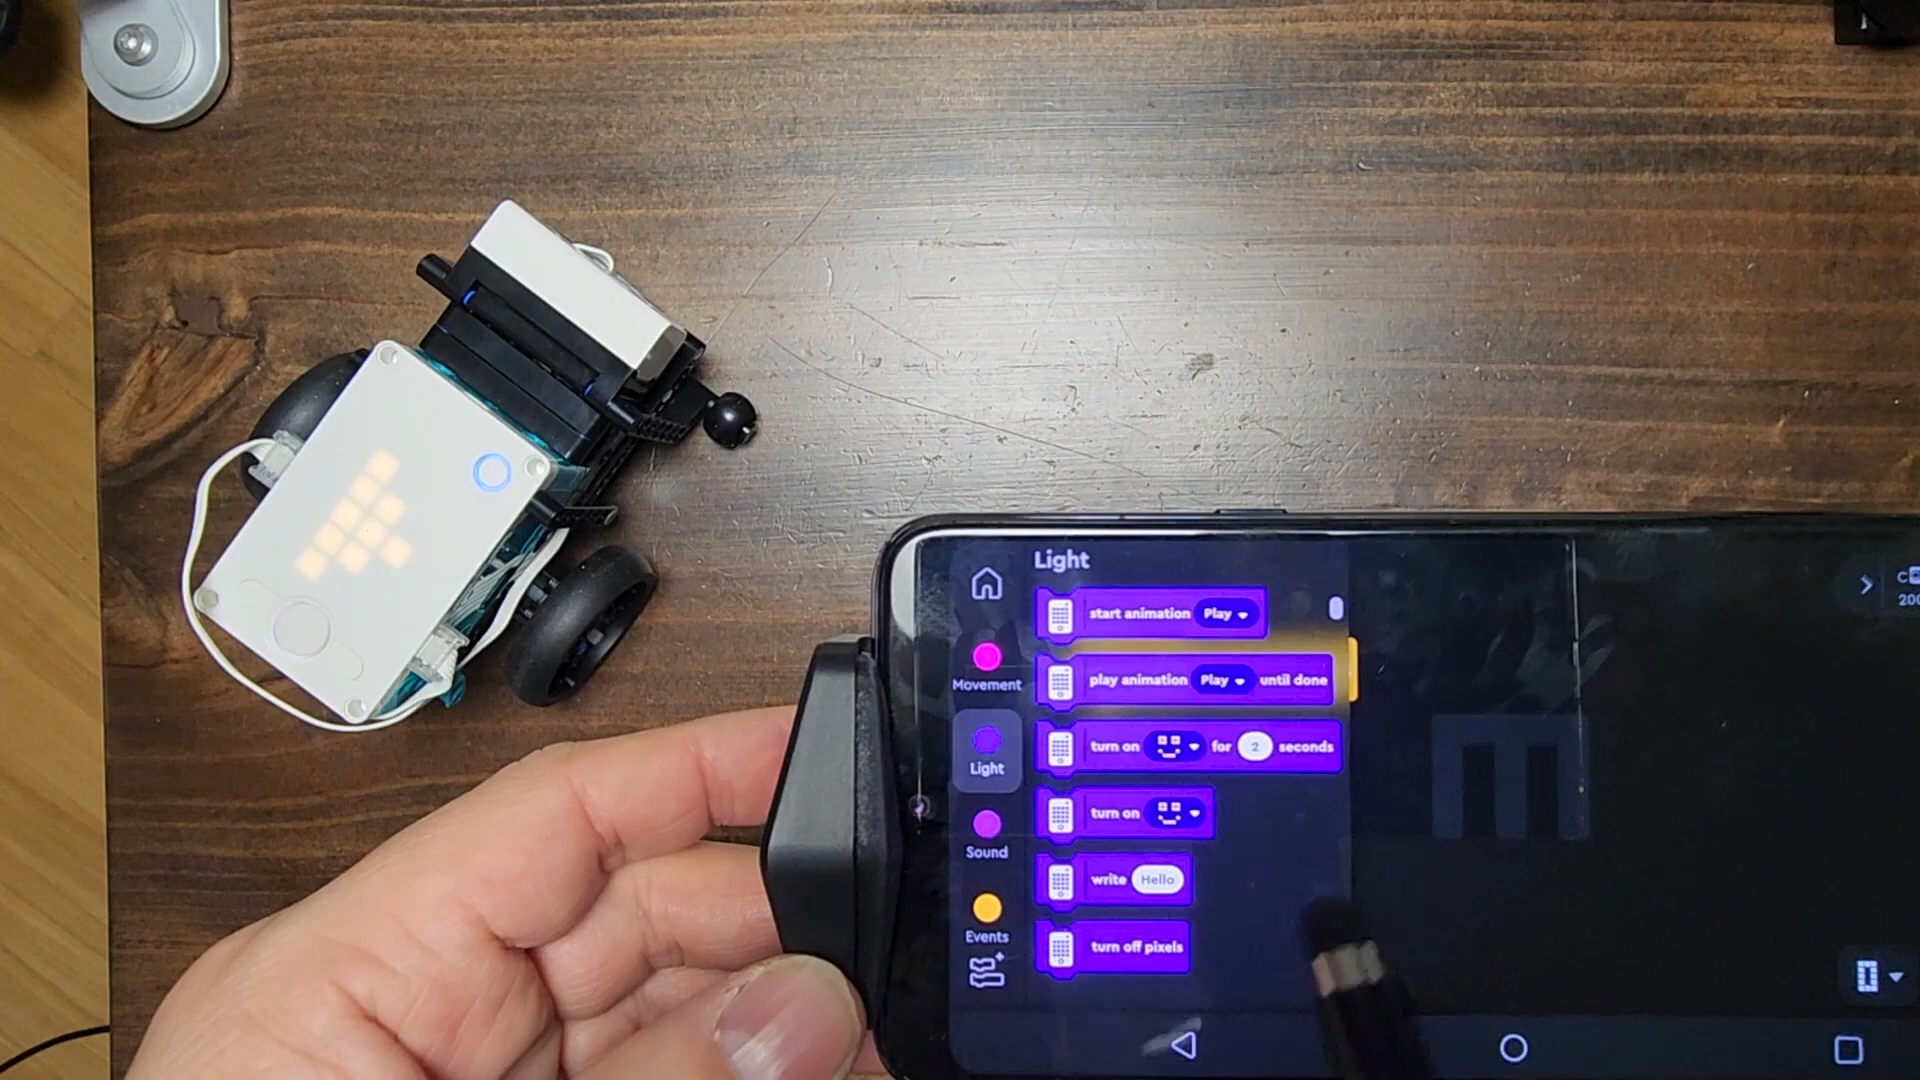 Light
start animation Play
play animation Play until done
turn on for 2 seconds
turn on
write Hello
turn off pixels
Movement
Light
Sound
Events